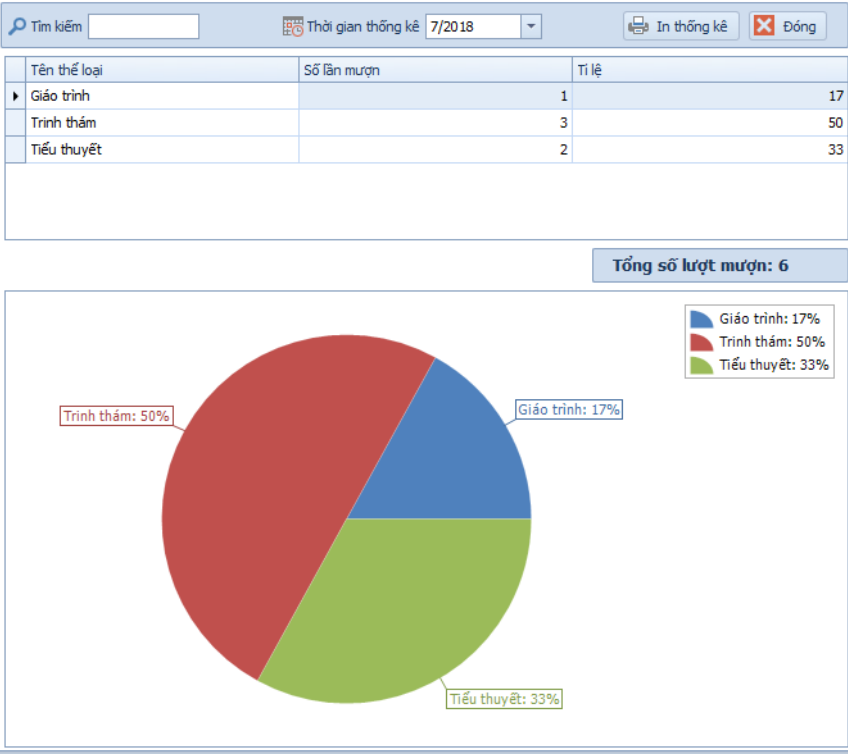 Tìm kiếm Thời gian thống kê 7/2018 In thống kê Đóng
Tên thể loại Số lần mượn Tỉ lệ
Giáo trình 1 17
Trinh thám 3 50
Tiểu thuyết 2 33
Tổng số lượt mượn: 6
Giáo trình: 17%
Trinh thám: 50%
Tiểu thuyết: 33%
Giáo trình: 17%
Trinh thám: 50%
Tiểu thuyết: 33%